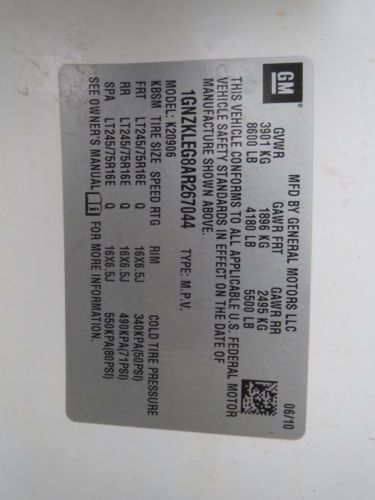 GM
MFD BY GENERAL MOTORS LLC
06/10
GVWR GAWR FRT GAWR RR
3901 KG 1896 KG 2495 KG
8600 LB 4180 LB 5500 LB
THIS VEHICLE CONFORMS TO ALL APPLICABLE U.S. FEDERAL MOTOR
VEHICLE SAFETY STANDARDS IN EFFECT ON THE DATE OF
MANUFACTURE SHOWN ABOVE.
1GNZKLEG8AR267044 TYPE: M.P.V.
MODEL: K20906
KBSM TIRE SIZE SPEED RTG RIM COLD TIRE PRESSURE
FRT LT245/75R16E Q 16X6.5J 340KPA(50PSI)
RR LT245/75R16E Q 16X6.5J 490KPA(71PSI)
SPA LT245/75R16E Q 16X6.5J 550KPA(80PSI)
SEE OWNER'S MANUAL FOR MORE INFORMATION.